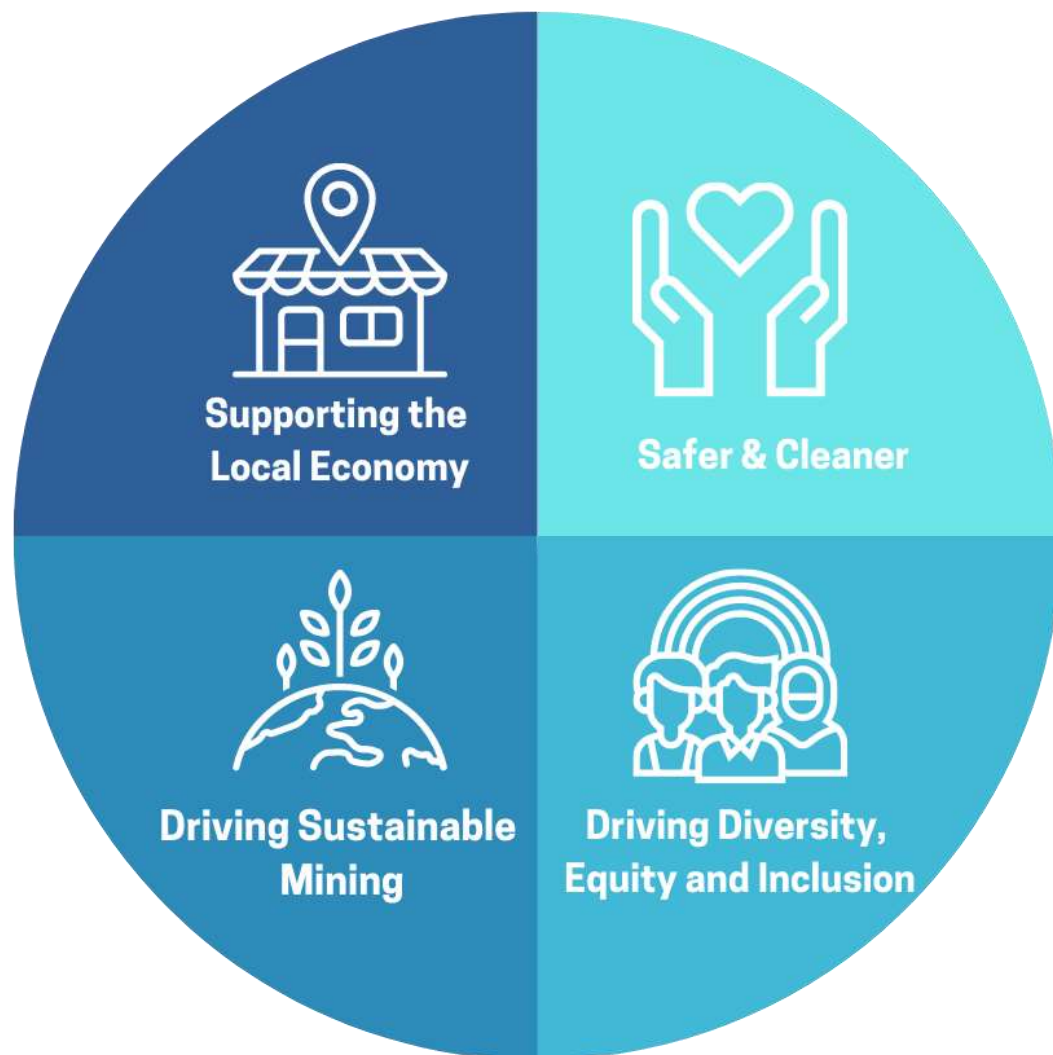 Supporting the
Local Economy
Safer & Cleaner
Driving Sustainable
Mining
Driving Diversity,
Equity and Inclusion